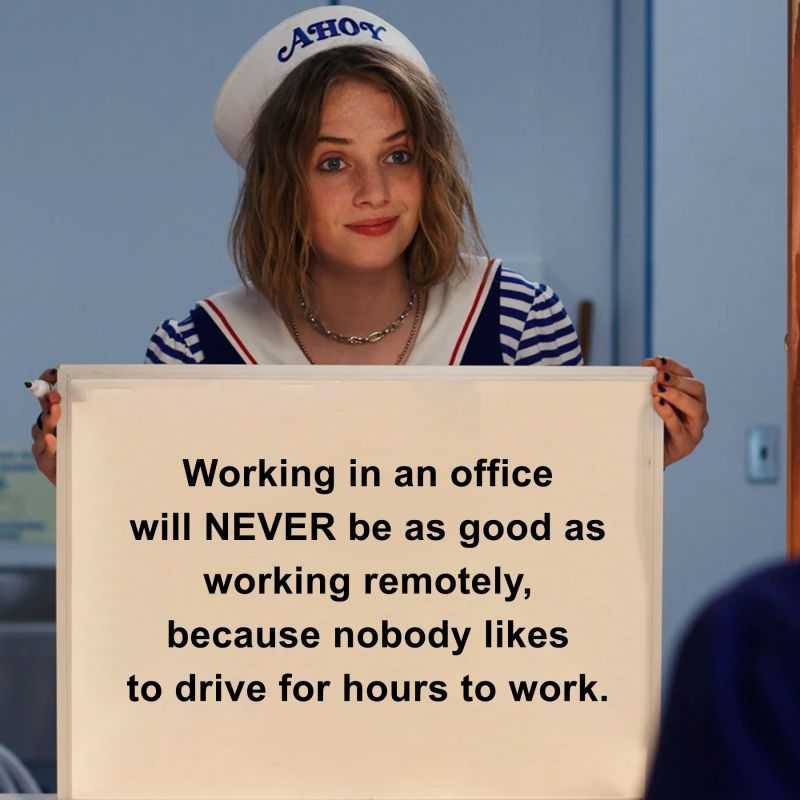 AHOY
Working in an office
will NEVER be as good as
working remotely,
because nobody likes
to drive for hours to work.